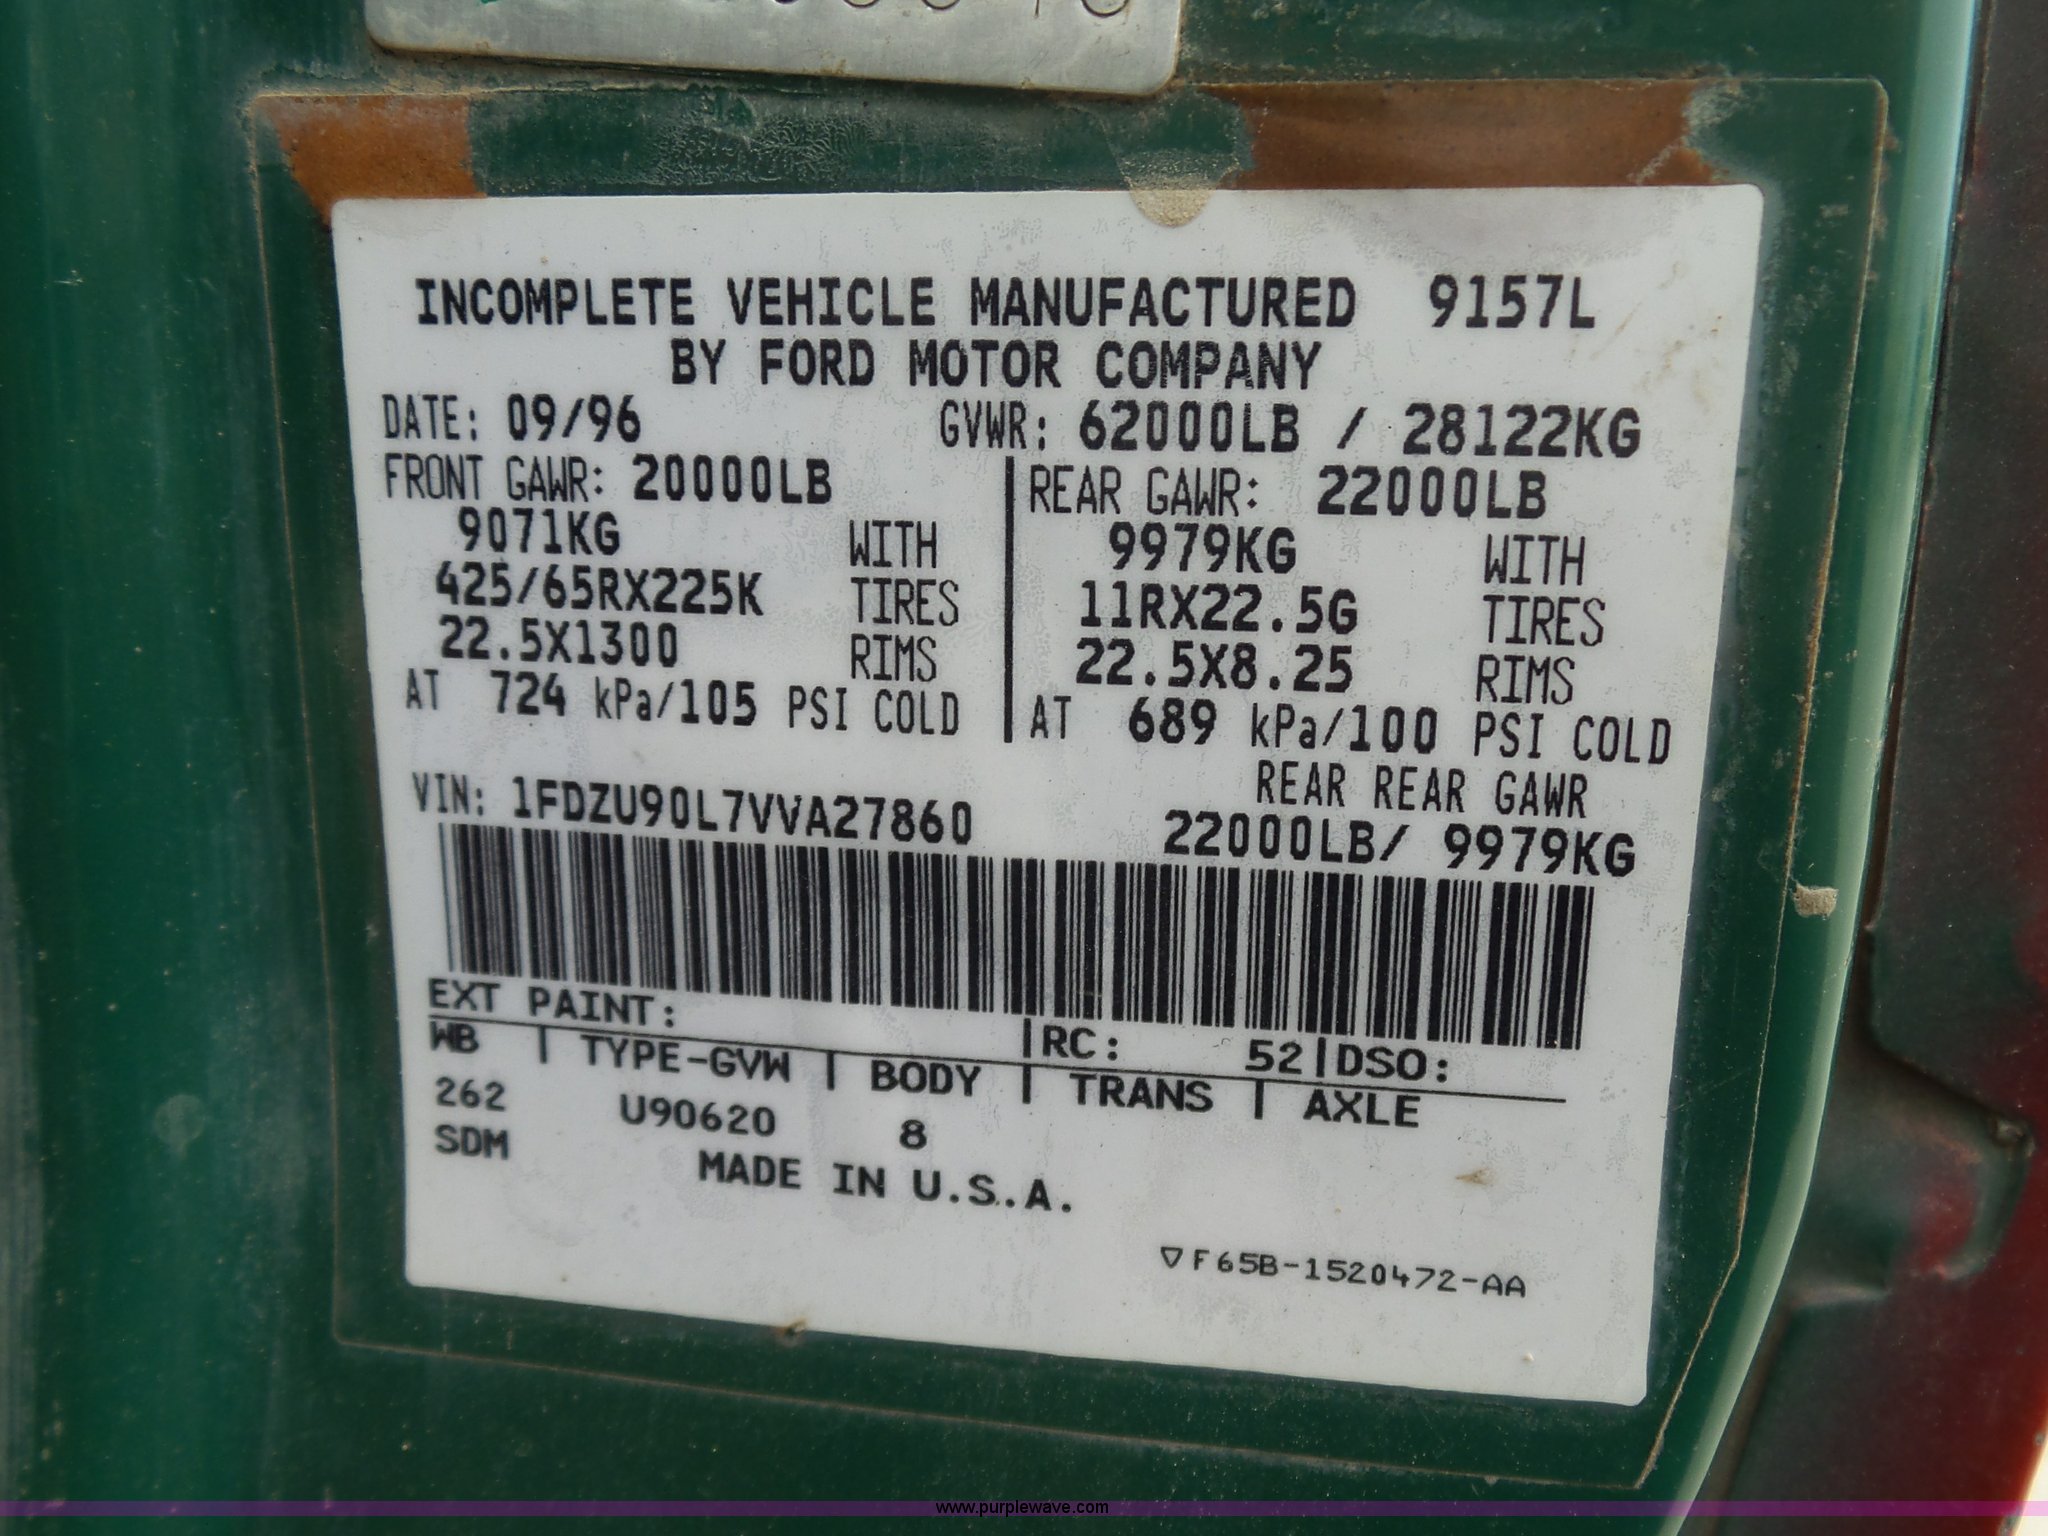 INCOMPLETE VEHICLE MANUFACTURED 9157L
BY FORD MOTOR COMPANY
DATE: 09/96 GVWR: 62000LB / 28122KG
FRONT GAWR: 20000LB REAR GAWR: 22000LB
9071KG WITH 9979KG WITH
425/65RX225K TIRES 11RX22.5G TIRES
22.5X1300 RIMS 22.5X8.25 RIMS
AT 724 kPa/105 PSI COLD AT 689 kPa/100 PSI COLD
REAR REAR GAWR
VIN: 1FDZU90L7VVA27860 22000LB/ 9979KG
EXT PAINT: RC: 52 DSO:
WB TYPE-GVW BODY TRANS AXLE
262 U90620 8
SDM MADE IN U.S.A.
▽F65B-1520472-AA
www.purplewave.com